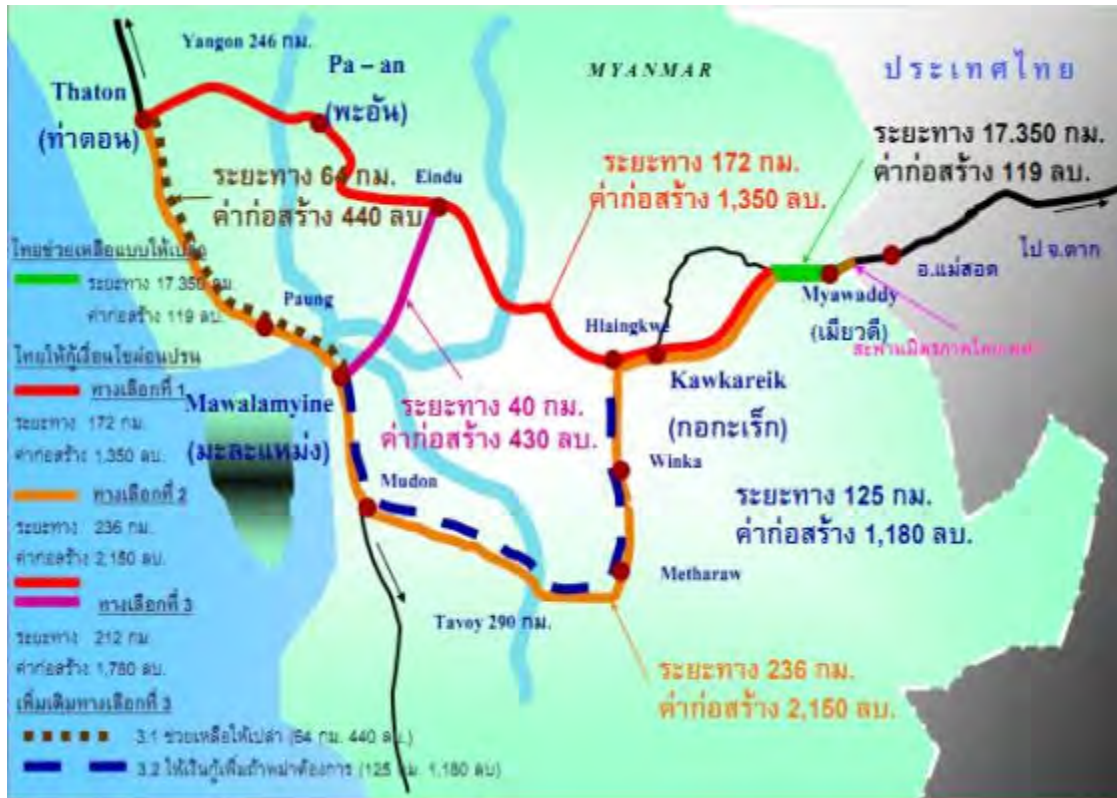 Yangon 246 กม.
Pa – an
(พะอัน)
MYANMAR
ประเทศไทย
Thaton
(ท่าตอน)
ระยะทาง 17.350 กม.
ค่าก่อสร้าง 119 ลบ.
ระยะทาง 172 กม.
ค่าก่อสร้าง 1,350 ลบ.
ระยะทาง 64 กม.
ค่าก่อสร้าง 440 ลบ
Eindu
อ.แม่สอด
ไป จ.ตาก
Myawaddy
(เมียวดี)
Paung
Hlaingkwe
Kawkareik
(กอกะเร็ก)
Mawalamyine
(มะละแหม่ง)
ระยะทาง 40 กม.
ค่าก่อสร้าง 430 ลบ.
Winka
Mudon
ระยะทาง 125 กม.
ค่าก่อสร้าง 1,180 ลบ.
Metharaw
Tavoy 290 กม.
ระยะทาง 236 กม.
ค่าก่อสร้าง 2,150 ลบ.
ไทยช่วยเหลือแบบให้เปล่า
ระยะทาง 17.350 กม.
ค่าก่อสร้าง 119 ลบ.
ไทยให้กู้เงื่อนไขผ่อนปรน
ทางเลือกที่ 1
ระยะทาง 172 กม.
ค่าก่อสร้าง 1,350 ลบ.
ทางเลือกที่ 2
ระยะทาง 236 กม.
ค่าก่อสร้าง 2,150 ลบ.
ทางเลือกที่ 3
ระยะทาง 212 กม
ค่าก่อสร้าง 1,780 ลบ.
เพิ่มเติมทางเลือกที่ 3
3.1 ช่วยเหลือให้เปล่า (64 กม. 440 ลบ.)
3.2 ให้เงินกู้เพิ่มถ้าพม่าต้องการ (125 กม. 1,180 ลบ)